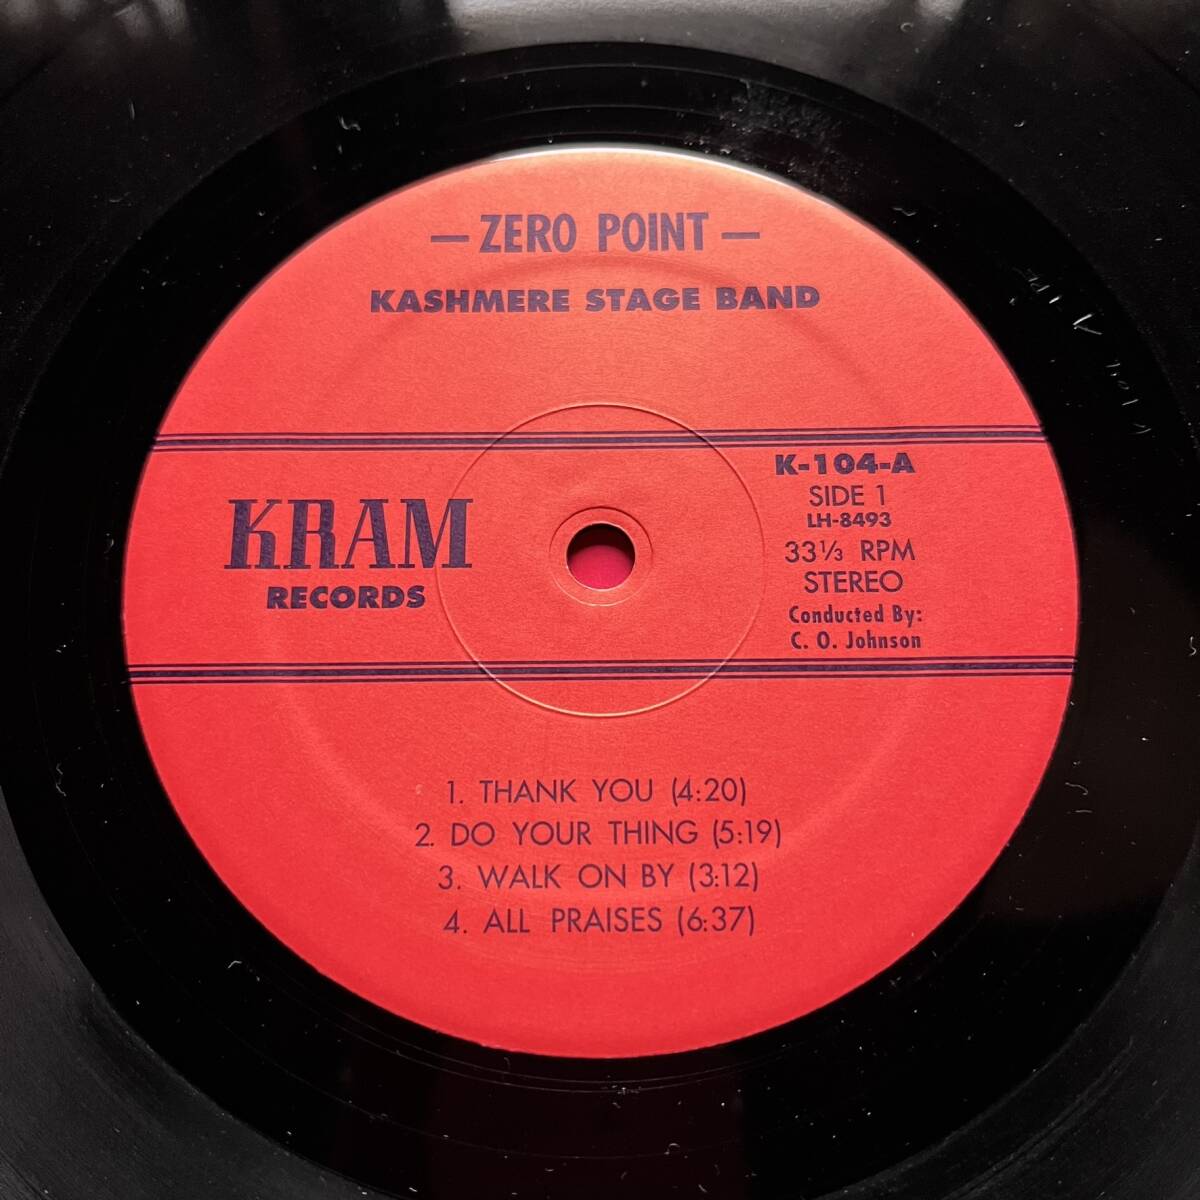 — ZERO POINT —
KASHMERE STAGE BAND
KRAM
RECORDS
K-104-A
SIDE 1
LH-8493
33⅓ RPM
STEREO
Conducted By:
C. O. Johnson
1. THANK YOU (4:20)
2. DO YOUR THING (5:19)
3. WALK ON BY (3:12)
4. ALL PRAISES (6:37)